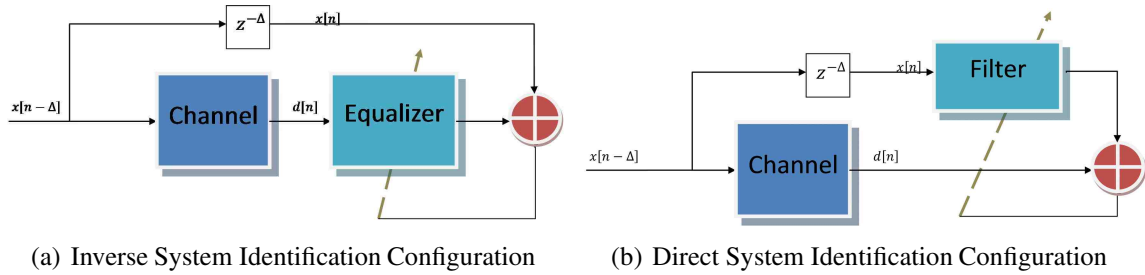 z^{-Δ}
x[n]
x[n − Δ]
Channel
d[n]
Equalizer
(a) Inverse System Identification Configuration
z^{-Δ}
x[n]
Filter
x[n − Δ]
Channel
d[n]
(b) Direct System Identification Configuration